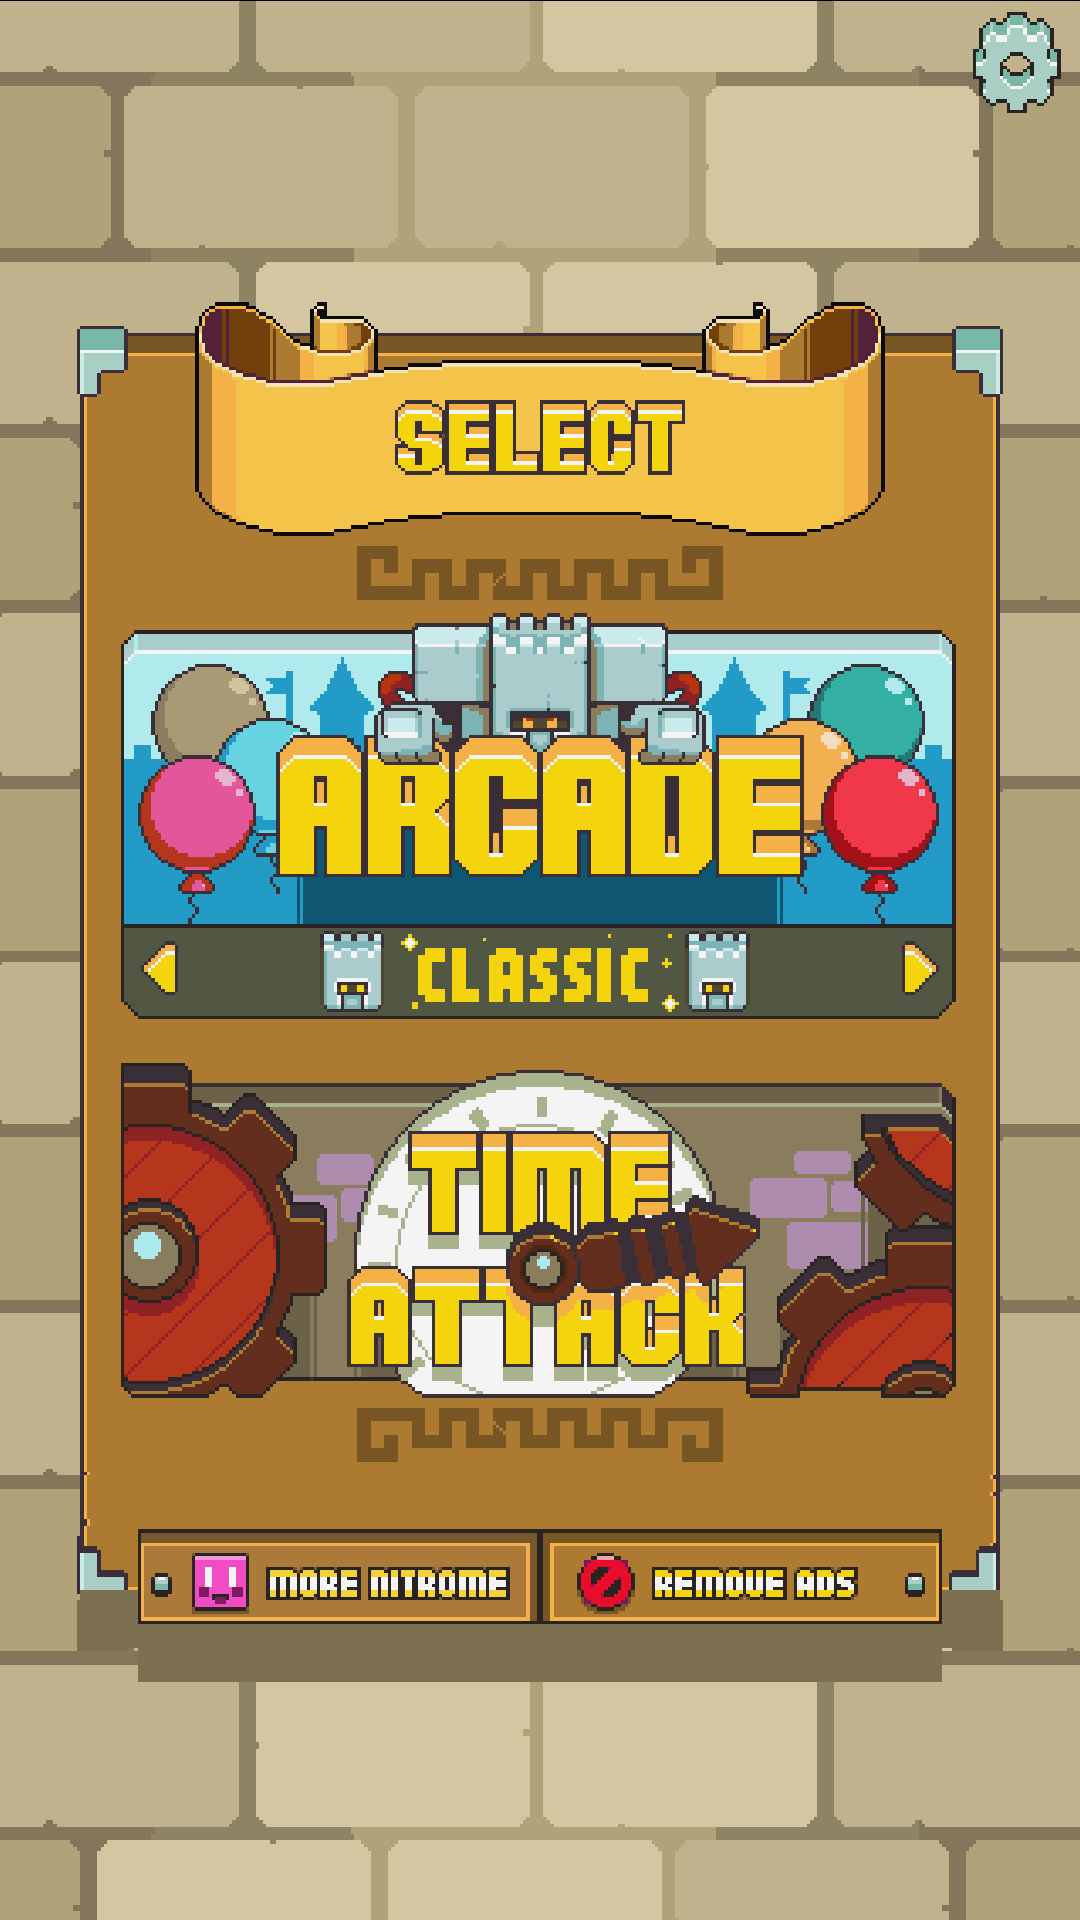 SELECT
ARCADE
CLASSIC
TIME
ATTACK
MORE NITROME
REMOVE ADS